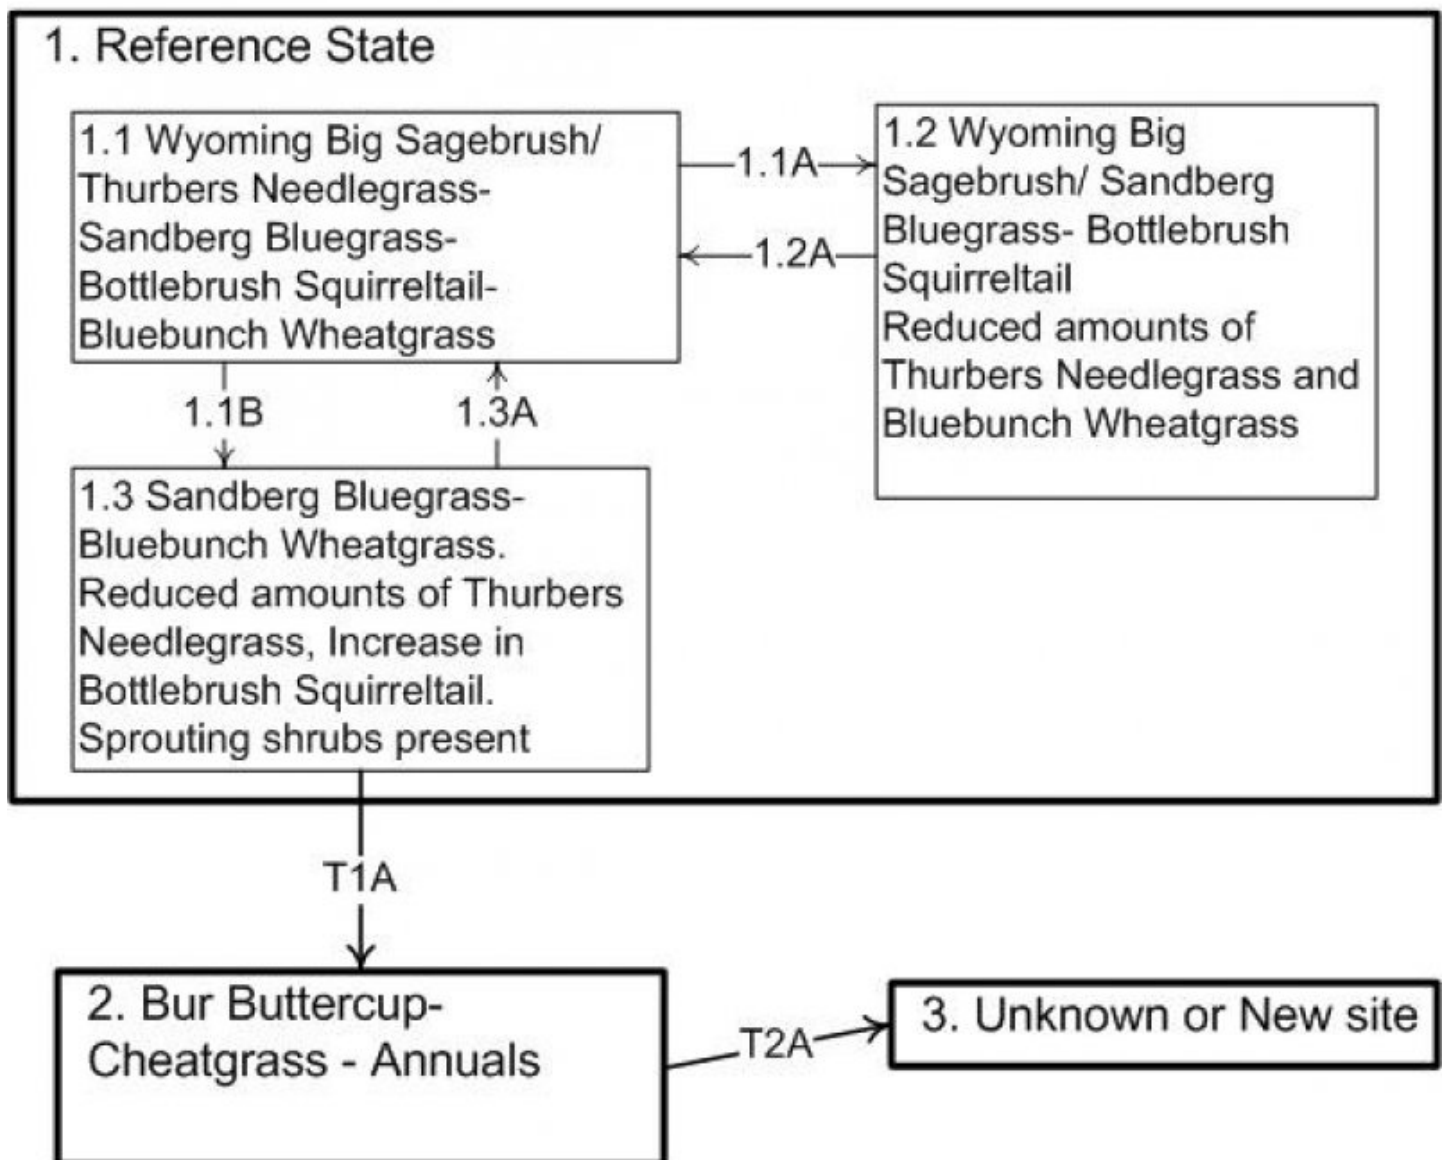 1. Reference State
1.1 Wyoming Big Sagebrush/
Thurbers Needlegrass-
Sandberg Bluegrass-
Bottlebrush Squirreltail-
Bluebunch Wheatgrass
1.1A
1.2A
1.2 Wyoming Big
Sagebrush/ Sandberg
Bluegrass- Bottlebrush
Squirreltail
Reduced amounts of
Thurbers Needlegrass and
Bluebunch Wheatgrass
1.1B
1.3A
1.3 Sandberg Bluegrass-
Bluebunch Wheatgrass.
Reduced amounts of Thurbers
Needlegrass, Increase in
Bottlebrush Squirreltail.
Sprouting shrubs present
T1A
2. Bur Buttercup-
Cheatgrass - Annuals
T2A
3. Unknown or New site